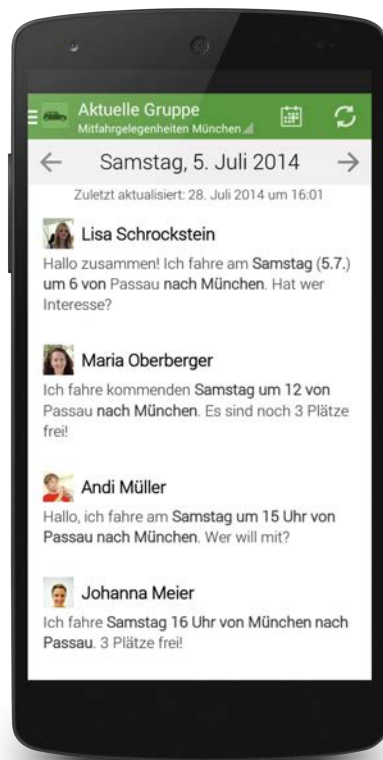 Aktuelle Gruppe
Mitfahrgelegenheiten München
Samstag, 5. Juli 2014
Zuletzt aktualisiert: 28. Juli 2014 um 16:01
Lisa Schrockstein
Hallo zusammen! Ich fahre am Samstag (5.7.)
um 6 von Passau nach München. Hat wer
Interesse?
Maria Oberberger
Ich fahre kommenden Samstag um 12 von
Passau nach München. Es sind noch 3 Plätze
frei!
Andi Müller
Hallo, ich fahre am Samstag um 15 Uhr von
Passau nach München. Wer will mit?
Johanna Meier
Ich fahre Samstag 16 Uhr von München nach
Passau. 3 Plätze frei!